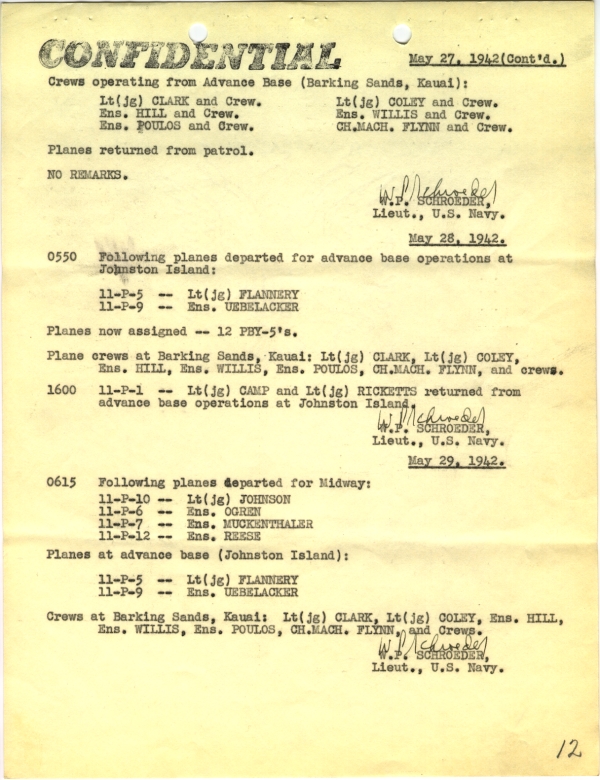 CONFIDENTIAL
May 27, 1942(Cont'd.)
Crews operating from Advance Base (Barking Sands, Kauai):
Lt(jg) CLARK and Crew. Lt(jg) COLEY and Crew.
Ens. HILL and Crew. Ens. WILLIS and Crew.
Ens. POULOS and Crew. CH.MACH. FLYNN and Crew.
Planes returned from patrol.
NO REMARKS.
W.P. Schroeder
W.P. SCHROEDER,
Lieut., U.S. Navy.
May 28, 1942.
0550 Following planes departed for advance base operations at
Johnston Island:
11-P-5 -- Lt(jg) FLANNERY
11-P-9 -- Ens. UEBELACKER
Planes now assigned -- 12 PBY-5's.
Plane crews at Barking Sands, Kauai: Lt(jg) CLARK, Lt(jg) COLEY,
Ens. HILL, Ens. WILLIS, Ens. POULOS, CH.MACH. FLYNN, and crews.
1600 11-P-1 -- Lt(jg) CAMP and Lt(jg) RICKETTS returned from
advance base operations at Johnston Island.
W.P. Schroeder
W.P. SCHROEDER,
Lieut., U.S. Navy.
May 29, 1942.
0615 Following planes departed for Midway:
11-P-10 -- Lt(jg) JOHNSON
11-P-6 -- Ens. OGREN
11-P-7 -- Ens. MUCKENTHALER
11-P-12 -- Ens. REESE
Planes at advance base (Johnston Island):
11-P-5 -- Lt(jg) FLANNERY
11-P-9 -- Ens. UEBELACKER
Crews at Barking Sands, Kauai: Lt(jg) CLARK, Lt(jg) COLEY, Ens. HILL,
Ens. WILLIS, Ens. POULOS, CH.MACH. FLYNN, and Crews.
W.P. Schroeder
W.P. SCHROEDER,
Lieut., U.S. Navy.
12